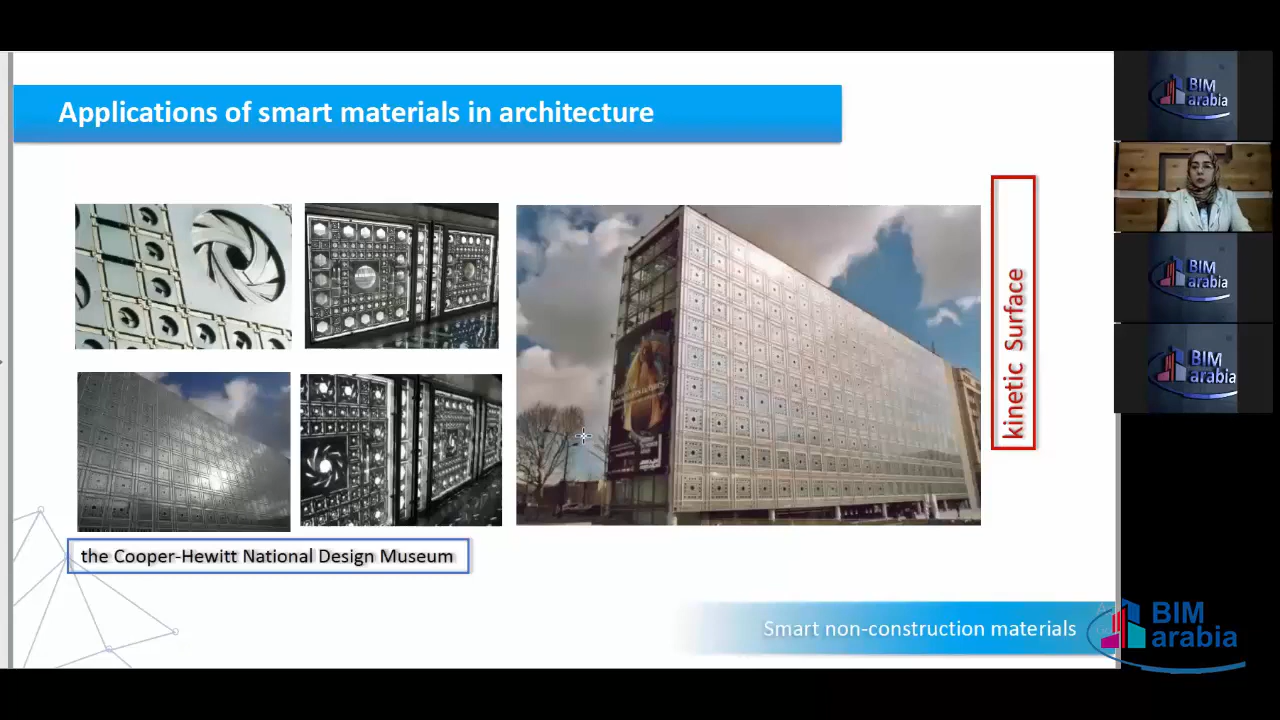 Applications of smart materials in architecture
kinetic Surface
the Cooper-Hewitt National Design Museum
Smart non-construction materials
BIM
arabia
BIM
arabia
BIM
arabia
BIM
arabia